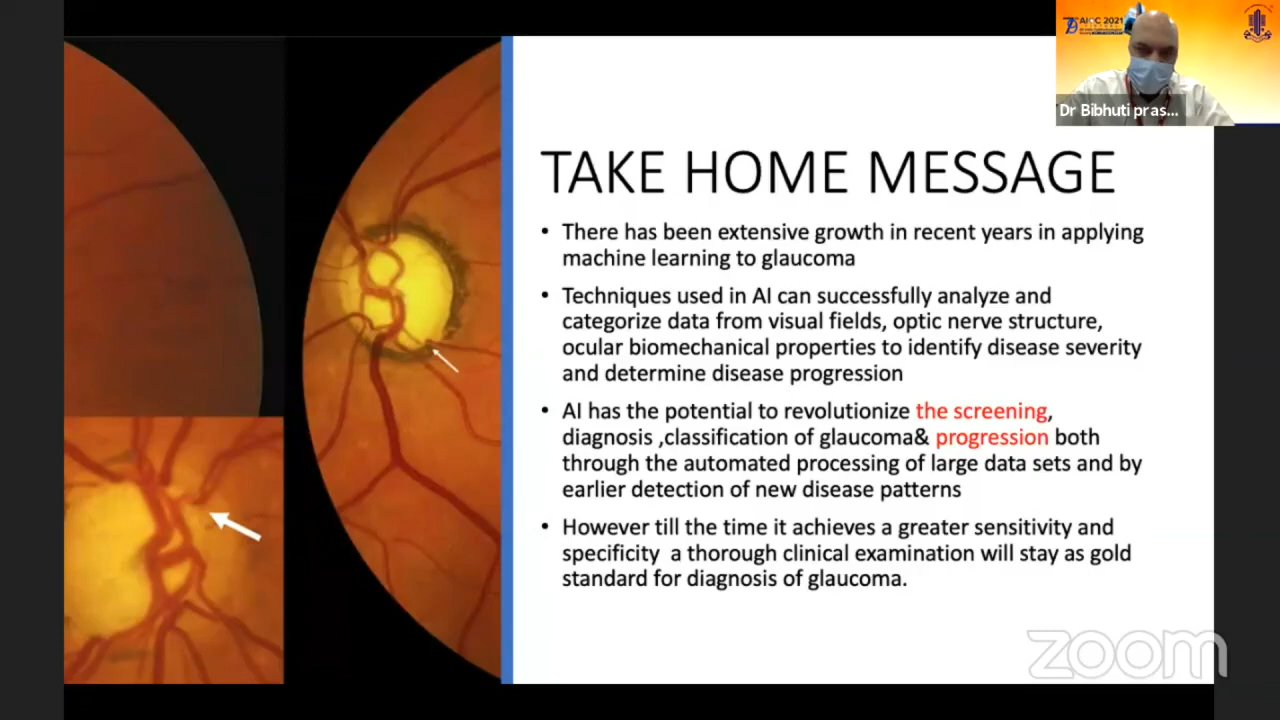 AIOC 2021
Dr Bibhuti pras...
TAKE HOME MESSAGE
• There has been extensive growth in recent years in applying
machine learning to glaucoma
• Techniques used in AI can successfully analyze and
categorize data from visual fields, optic nerve structure,
ocular biomechanical properties to identify disease severity
and determine disease progression
• AI has the potential to revolutionize the screening,
diagnosis ,classification of glaucoma& progression both
through the automated processing of large data sets and by
earlier detection of new disease patterns
• However till the time it achieves a greater sensitivity and
specificity a thorough clinical examination will stay as gold
standard for diagnosis of glaucoma.
zoom